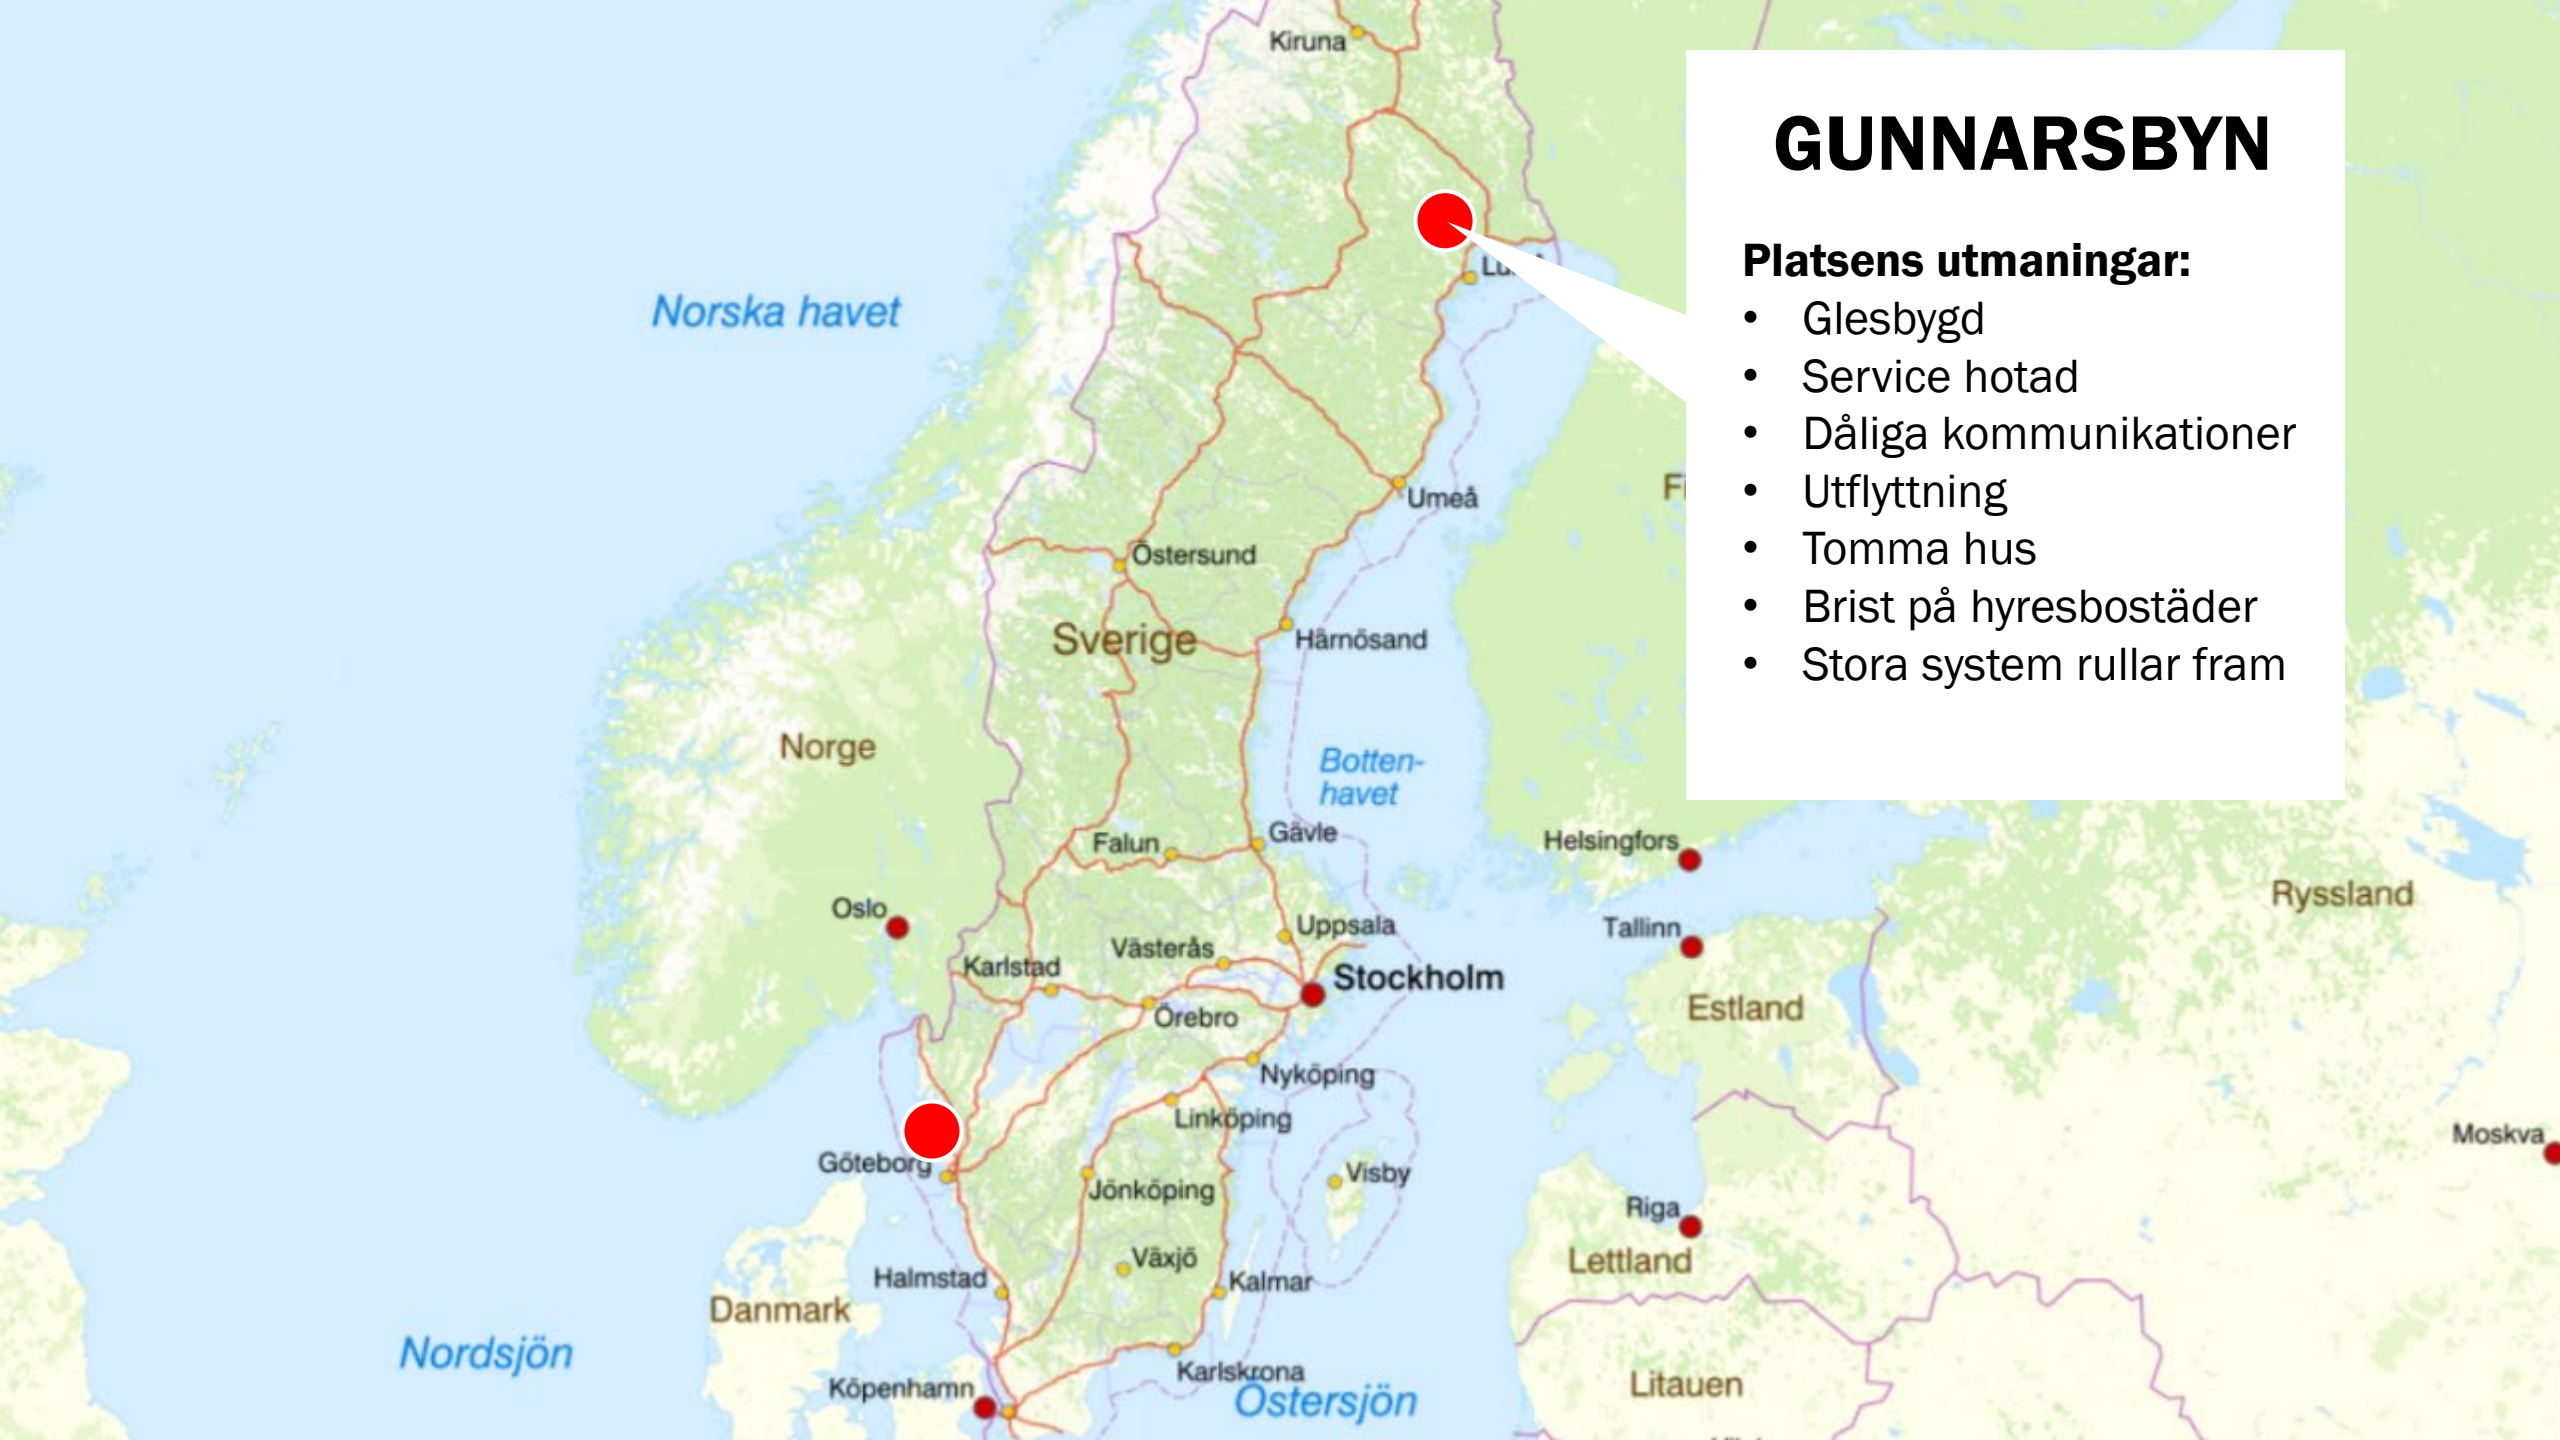 Kiruna
GUNNARSBYN
Platsens utmaningar:
• Glesbygd
• Service hotad
• Dåliga kommunikationer
• Utflyttning
• Tomma hus
• Brist på hyresbostäder
• Stora system rullar fram
Norska havet
Umeå
Östersund
Sverige
Härnösand
Norge
Botten-
havet
Falun
Gävle
Helsingfors
Ryssland
Oslo
Uppsala
Tallinn
Västerås
Karlstad
Stockholm
Estland
Örebro
Nyköping
Linköping
Moskva
Göteborg
Visby
Jönköping
Riga
Växjö
Lettland
Halmstad
Kalmar
Danmark
Nordsjön
Karlskrona
Litauen
Köpenhamn
Östersjön